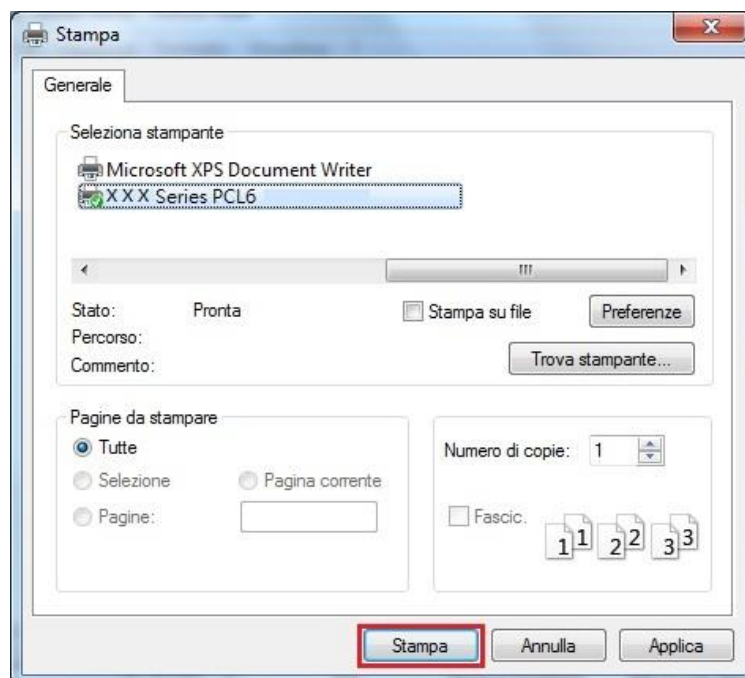 Stampa
Generale
Seleziona stampante
Microsoft XPS Document Writer
X X X Series PCL6
Stato: Pronta
Stampa su file
Preferenze
Percorso:
Commento:
Trova stampante...
Pagine da stampare
Tutte
Selezione
Pagina corrente
Pagine:
Numero di copie: 1
Fascic.
1 1 2 2 3 3
Stampa
Annulla
Applica